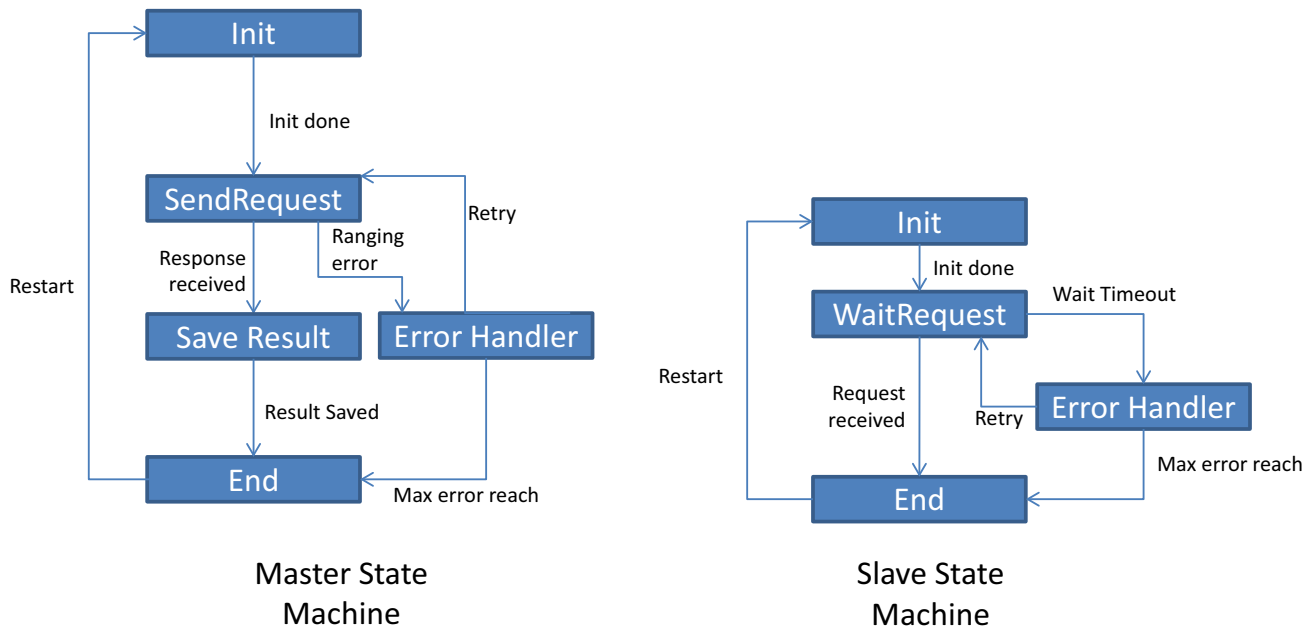 Init
Init done
SendRequest
Retry
Ranging
error
Response
received
Restart
Save Result
Error Handler
Result Saved
End
Max error reach
Master State
Machine
Init
Init done
Wait Timeout
WaitRequest
Restart
Request
received
Retry
Error Handler
Max error reach
End
Slave State
Machine